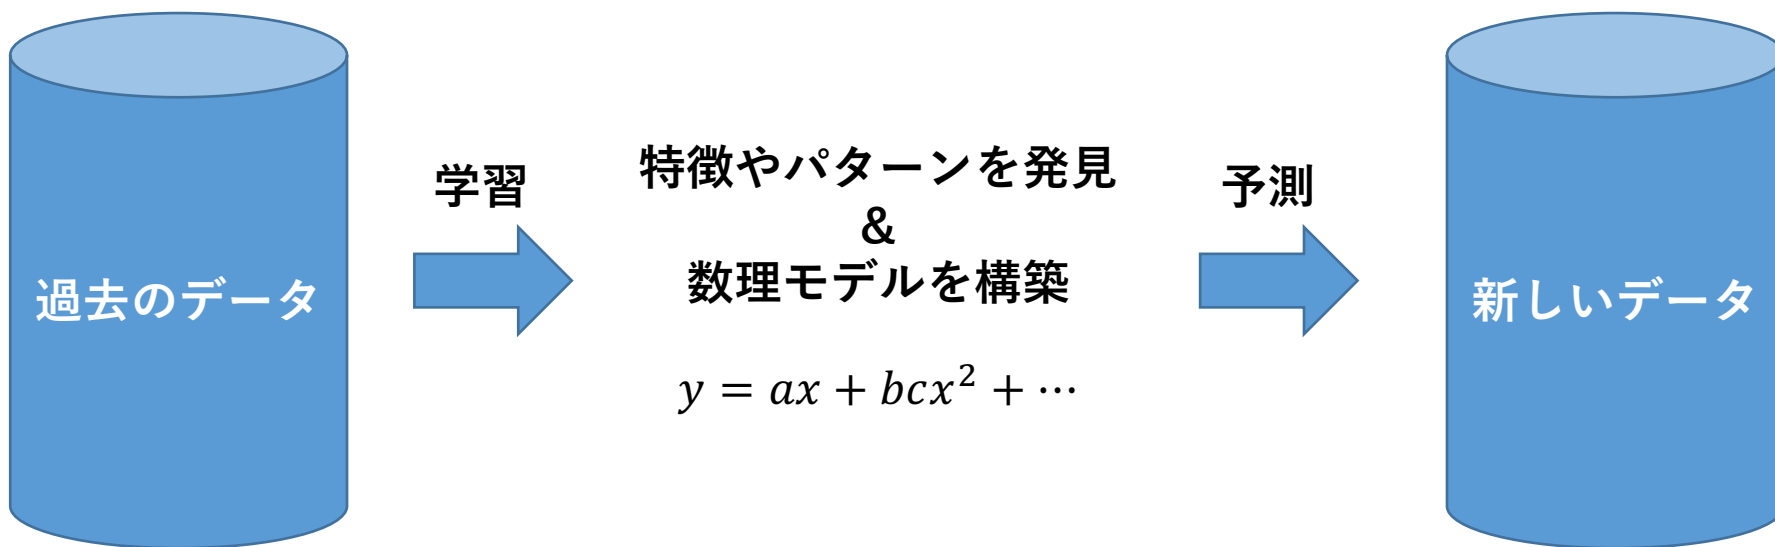 過去のデータ
学習
特徴やパターンを発見
&
数理モデルを構築
y = ax + bcx² + ⋯
予測
新しいデータ